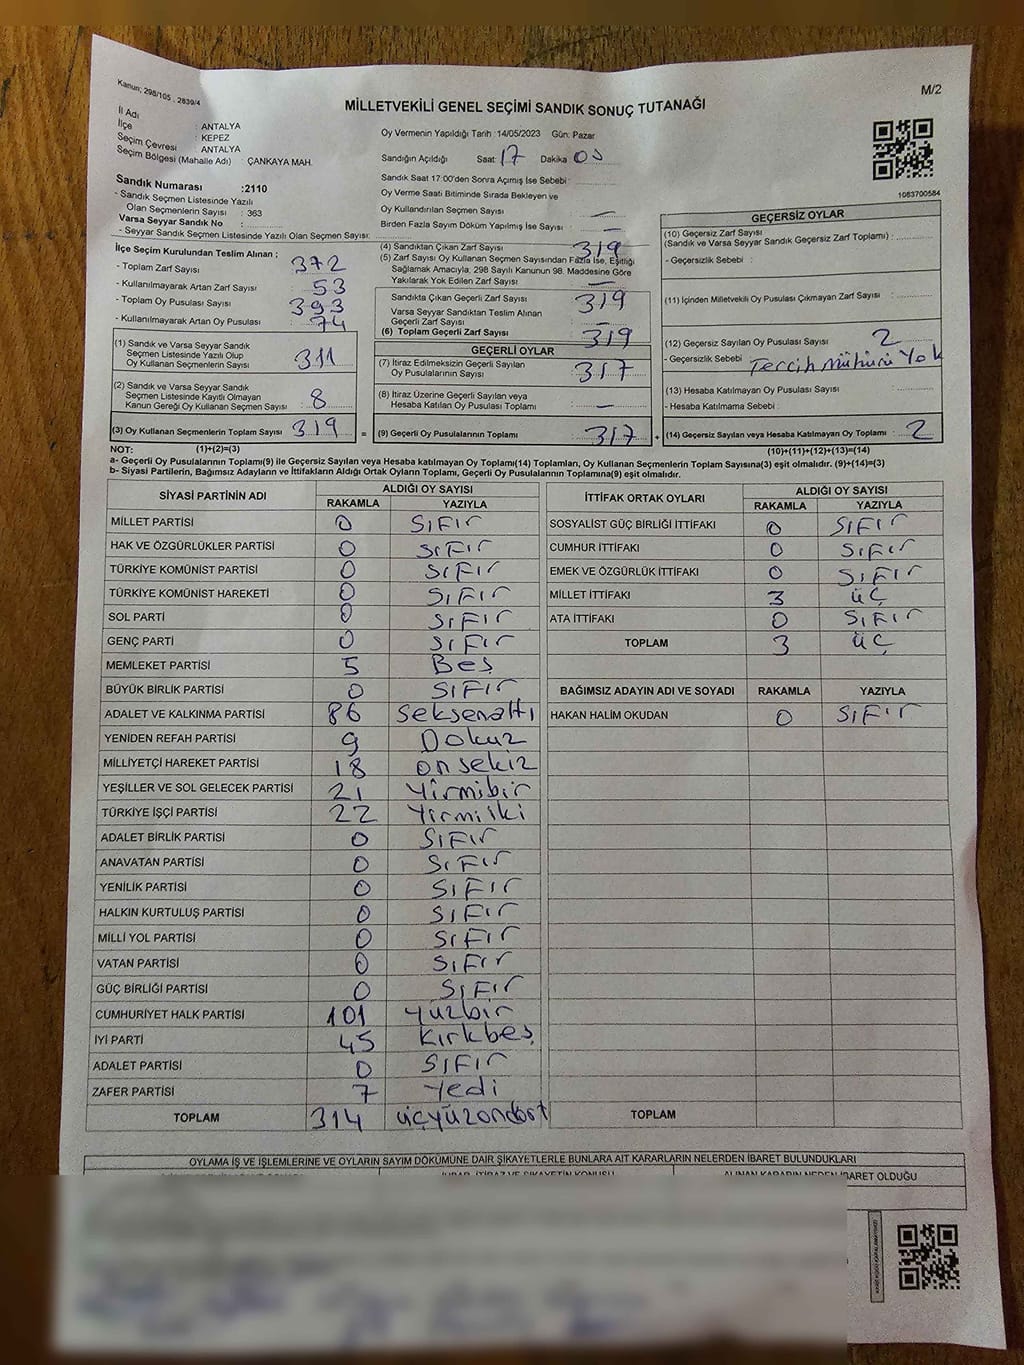 Kanun: 298/105 . 2839/4
M/2
MİLLETVEKİLİ GENEL SEÇİMİ SANDIK SONUÇ TUTANAĞI
İl Adı : ANTALYA
İlçe : KEPEZ
Seçim Çevresi : ANTALYA
Seçim Bölgesi (Mahalle Adı) : ÇANKAYA MAH.
Sandık Numarası :2110
- Sandık Seçmen Listesinde Yazılı
Olan Seçmenlerin Sayısı : 363
Varsa Seyyar Sandık No :
- Seyyar Sandık Seçmen Listesinde Yazılı Olan Seçmen Sayısı:
Oy Vermenin Yapıldığı Tarih :14/05/2023 Gün: Pazar
Sandığın Açıldığı Saat: 17 Dakika
Sandık Saat 17:00'den Sonra Açılmış İse Sebebi :
Oy Verme Saati Bitiminde Sırada Bekleyen ve
Oy Kullandırılan Seçmen Sayısı : —
Birden Fazla Sayım Döküm Yapılmış İse Sayısı : —
1083700584
İlçe Seçim Kurulundan Teslim Alınan :
- Toplam Zarf Sayısı : 372
- Kullanılmayarak Artan Zarf Sayısı : 53
- Toplam Oy Pusulası Sayısı : 393
- Kullanılmayarak Artan Oy Pusulası : 74
(1) Sandık ve Varsa Seyyar Sandık
Seçmen Listesinde Yazılı Olup
Oy Kullanan Seçmenlerin Sayısı : 311
(2) Sandık ve Varsa Seyyar Sandık
Seçmen Listesinde Kayıtlı Olmayan
Kanun Gereği Oy Kullanan Seçmen Sayısı : 8
(3) Oy Kullanan Seçmenlerin Toplam Sayısı : 319
(4) Sandıktan Çıkan Zarf Sayısı : 319
(5) Zarf Sayısı Oy Kullanan Seçmen Sayısından Fazla İse, Eşitliği
Sağlamak Amacıyla, 298 Sayılı Kanunun 98. Maddesine Göre
Yakılarak Yok Edilen Zarf Sayısı : —
Sandıkta Çıkan Geçerli Zarf Sayısı : 319
Varsa Seyyar Sandıktan Teslim Alınan
Geçerli Zarf Sayısı : —
(6) Toplam Geçerli Zarf Sayısı : 319
GEÇERLİ OYLAR
(7) İtiraz Edilmeksizin Geçerli Sayılan
Oy Pusulalarının Sayısı : 317
(8) İtiraz Üzerine Geçerli Sayılan veya
Hesaba Katılan Oy Pusulası Toplamı : —
= (9) Geçerli Oy Pusulalarının Toplamı : 317
GEÇERSİZ OYLAR
(10) Geçersiz Zarf Sayısı
(Sandık ve Varsa Seyyar Sandık Geçersiz Zarf Toplamı) :
- Geçersizlik Sebebi :
(11) İçinden Milletvekili Oy Pusulası Çıkmayan Zarf Sayısı :
(12) Geçersiz Sayılan Oy Pusulası Sayısı : 2
- Geçersizlik Sebebi : Tercih Mühürü Yok
(13) Hesaba Katılmayan Oy Pusulası Sayısı :
- Hesaba Katılmama Sebebi :
+ (14) Geçersiz Sayılan veya Hesaba Katılmayan Oy Toplamı : 2
NOT: (1)+(2)=(3) (10)+(11)+(12)+(13)=(14)
a- Geçerli Oy Pusulalarının Toplamı(9) ile Geçersiz Sayılan veya Hesaba katılmayan Oy Toplamı(14) Toplamları, Oy Kullanan Seçmenlerin Toplam Sayısına(3) eşit olmalıdır. (9)+(14)=(3)
b- Siyasi Partilerin, Bağımsız Adayların ve İttifakların Aldığı Ortak Oyların Toplamı, Geçerli Oy Pusulalarının Toplamına(9) eşit olmalıdır.
SİYASİ PARTİNİN ADI ALDIĞI OY SAYISI
RAKAMLA YAZIYLA
MİLLET PARTİSİ 0 SIFIr
HAK VE ÖZGÜRLÜKLER PARTİSİ 0 SIFIr
TÜRKİYE KOMÜNİST PARTİSİ 0 SIFIr
TÜRKİYE KOMÜNİST HAREKETİ 0 SIFIr
SOL PARTİ 0 SIFIr
GENÇ PARTİ 0 SIFIr
MEMLEKET PARTİSİ 5 Beş
BÜYÜK BİRLİK PARTİSİ 0 SIFIr
ADALET VE KALKINMA PARTİSİ 86 Seksenaltı
YENİDEN REFAH PARTİSİ 9 Dokuz
MİLLİYETÇİ HAREKET PARTİSİ 18 onsekiz
YEŞİLLER VE SOL GELECEK PARTİSİ 21 Yirmibir
TÜRKİYE İŞÇİ PARTİSİ 22 Yirmiiki
ADALET BİRLİK PARTİSİ 0 SIFIr
ANAVATAN PARTİSİ 0 SIFIr
YENİLİK PARTİSİ 0 SIFIr
HALKIN KURTULUŞ PARTİSİ 0 SIFIr
MİLLİ YOL PARTİSİ 0 SIFIr
VATAN PARTİSİ 0 SIFIr
GÜÇ BİRLİĞİ PARTİSİ 0 SIFIr
CUMHURİYET HALK PARTİSİ 101 Yüzbir
İYİ PARTİ 45 Kırkbeş
ADALET PARTİSİ 0 SIFIr
ZAFER PARTİSİ 7 Yedi
TOPLAM 314 üçyüzondört
İTTİFAK ORTAK OYLARI ALDIĞI OY SAYISI
RAKAMLA YAZIYLA
SOSYALİST GÜÇ BİRLİĞİ İTTİFAKI 0 SIFIr
CUMHUR İTTİFAKI 0 SIFIr
EMEK VE ÖZGÜRLÜK İTTİFAKI 0 SIFIr
MİLLET İTTİFAKI 3 üÇ
ATA İTTİFAKI 0 SIFIr
TOPLAM 3 üÇ
BAĞIMSIZ ADAYIN ADI VE SOYADI RAKAMLA YAZIYLA
HAKAN HALİM OKUDAN 0 SIFIr
TOPLAM
OYLAMA İŞ VE İŞLEMLERİNE VE OYLARIN SAYIM DÖKÜMÜNE DAİR ŞİKAYETLERLE BUNLARA AİT KARARLARIN NELERDEN İBARET BULUNDUKLARI
ALINAN KARARIN NEDEN İBARET OLDUĞU